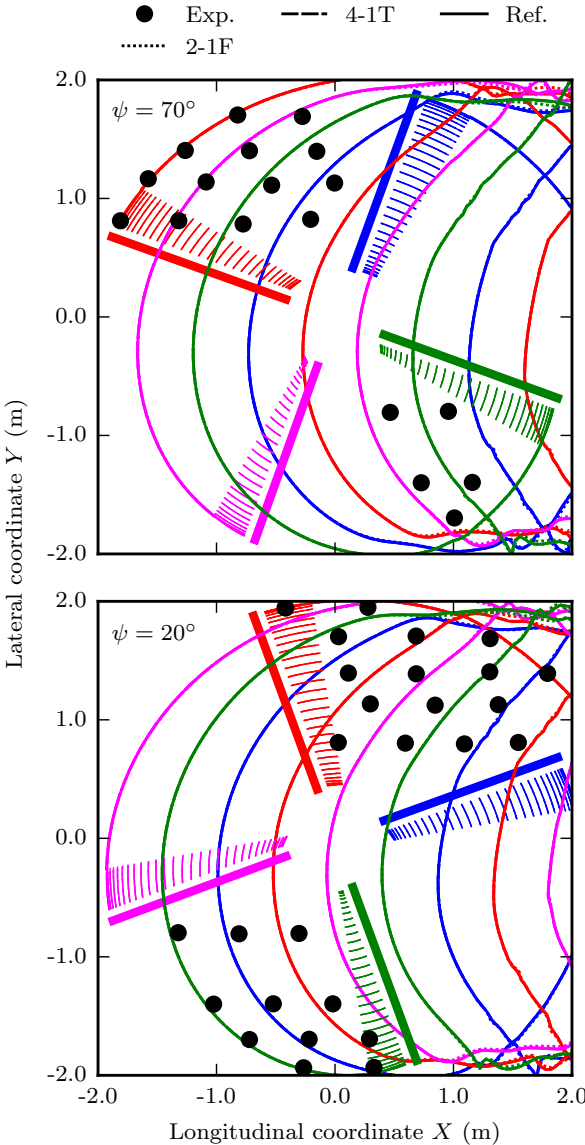 Exp. 4-1T Ref.
2-1F
2.0
ψ = 70°
1.0
0.0
-1.0
-2.0
Lateral coordinate Y (m)
2.0
ψ = 20°
1.0
0.0
-1.0
-2.0
-2.0 -1.0 0.0 1.0 2.0
Longitudinal coordinate X (m)